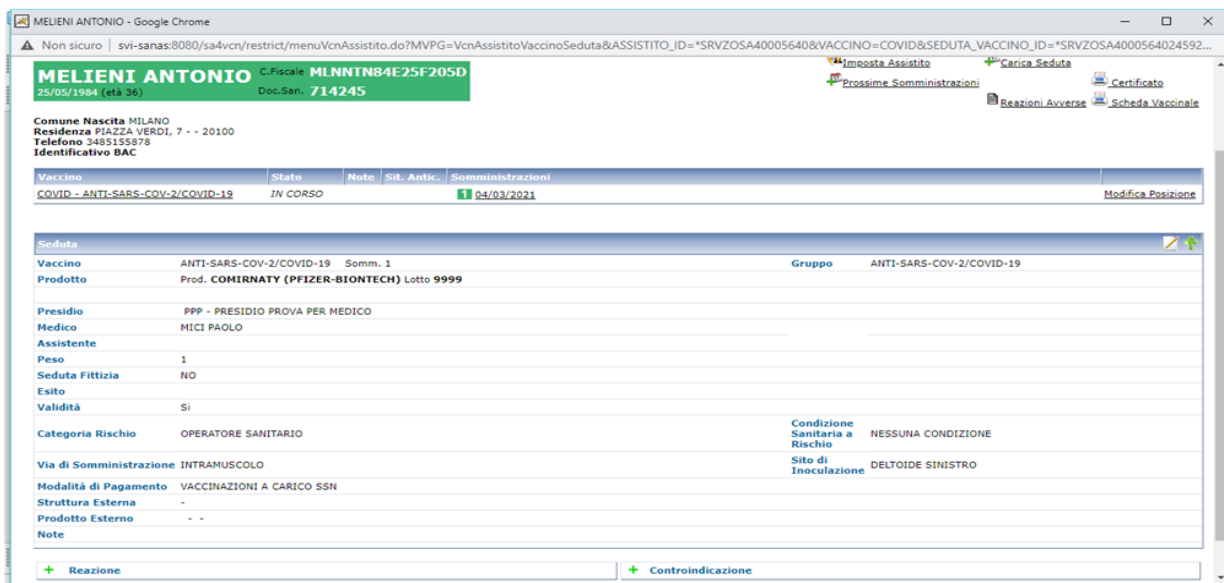 MELIENI ANTONIO - Google Chrome
Non sicuro | svi-sanas:8080/sa4vcn/restrict/menuVcnAssistito.do?MVPG=VcnAssistitoVaccinoSeduta&ASSISTITO_ID=*SRVZOSA40005640&VACCINO=COVID&SEDUTA_VACCINO_ID=*SRVZOSA4000564024592...
MELIENI ANTONIO C.Fiscale MLNNTN84E25F205D
25/05/1984 (età 36) Doc.San. 714245
Imposta Assistito Carica Seduta
Prossime Somministrazioni Certificato
Reazioni Avverse Scheda Vaccinale
Comune Nascita MILANO
Residenza PIAZZA VERDI, 7 - - 20100
Telefono 3485155878
Identificativo BAC
Vaccino Stato Note Sit. Antic. Somministrazioni
COVID - ANTI-SARS-COV-2/COVID-19 IN CORSO 1 04/03/2021 Modifica Posizione
Seduta
Vaccino ANTI-SARS-COV-2/COVID-19 Somm. 1 Gruppo ANTI-SARS-COV-2/COVID-19
Prodotto Prod. COMIRNATY (PFIZER-BIONTECH) Lotto 9999
Presidio PPP - PRESIDIO PROVA PER MEDICO
Medico MICI PAOLO
Assistente
Peso 1
Seduta Fittizia NO
Esito
Validità Si
Categoria Rischio OPERATORE SANITARIO Condizione Sanitaria a Rischio NESSUNA CONDIZIONE
Via di Somministrazione INTRAMUSCOLO Sito di Inoculazione DELTOIDE SINISTRO
Modalità di Pagamento VACCINAZIONI A CARICO SSN
Struttura Esterna -
Prodotto Esterno - -
Note
+ Reazione + Controindicazione